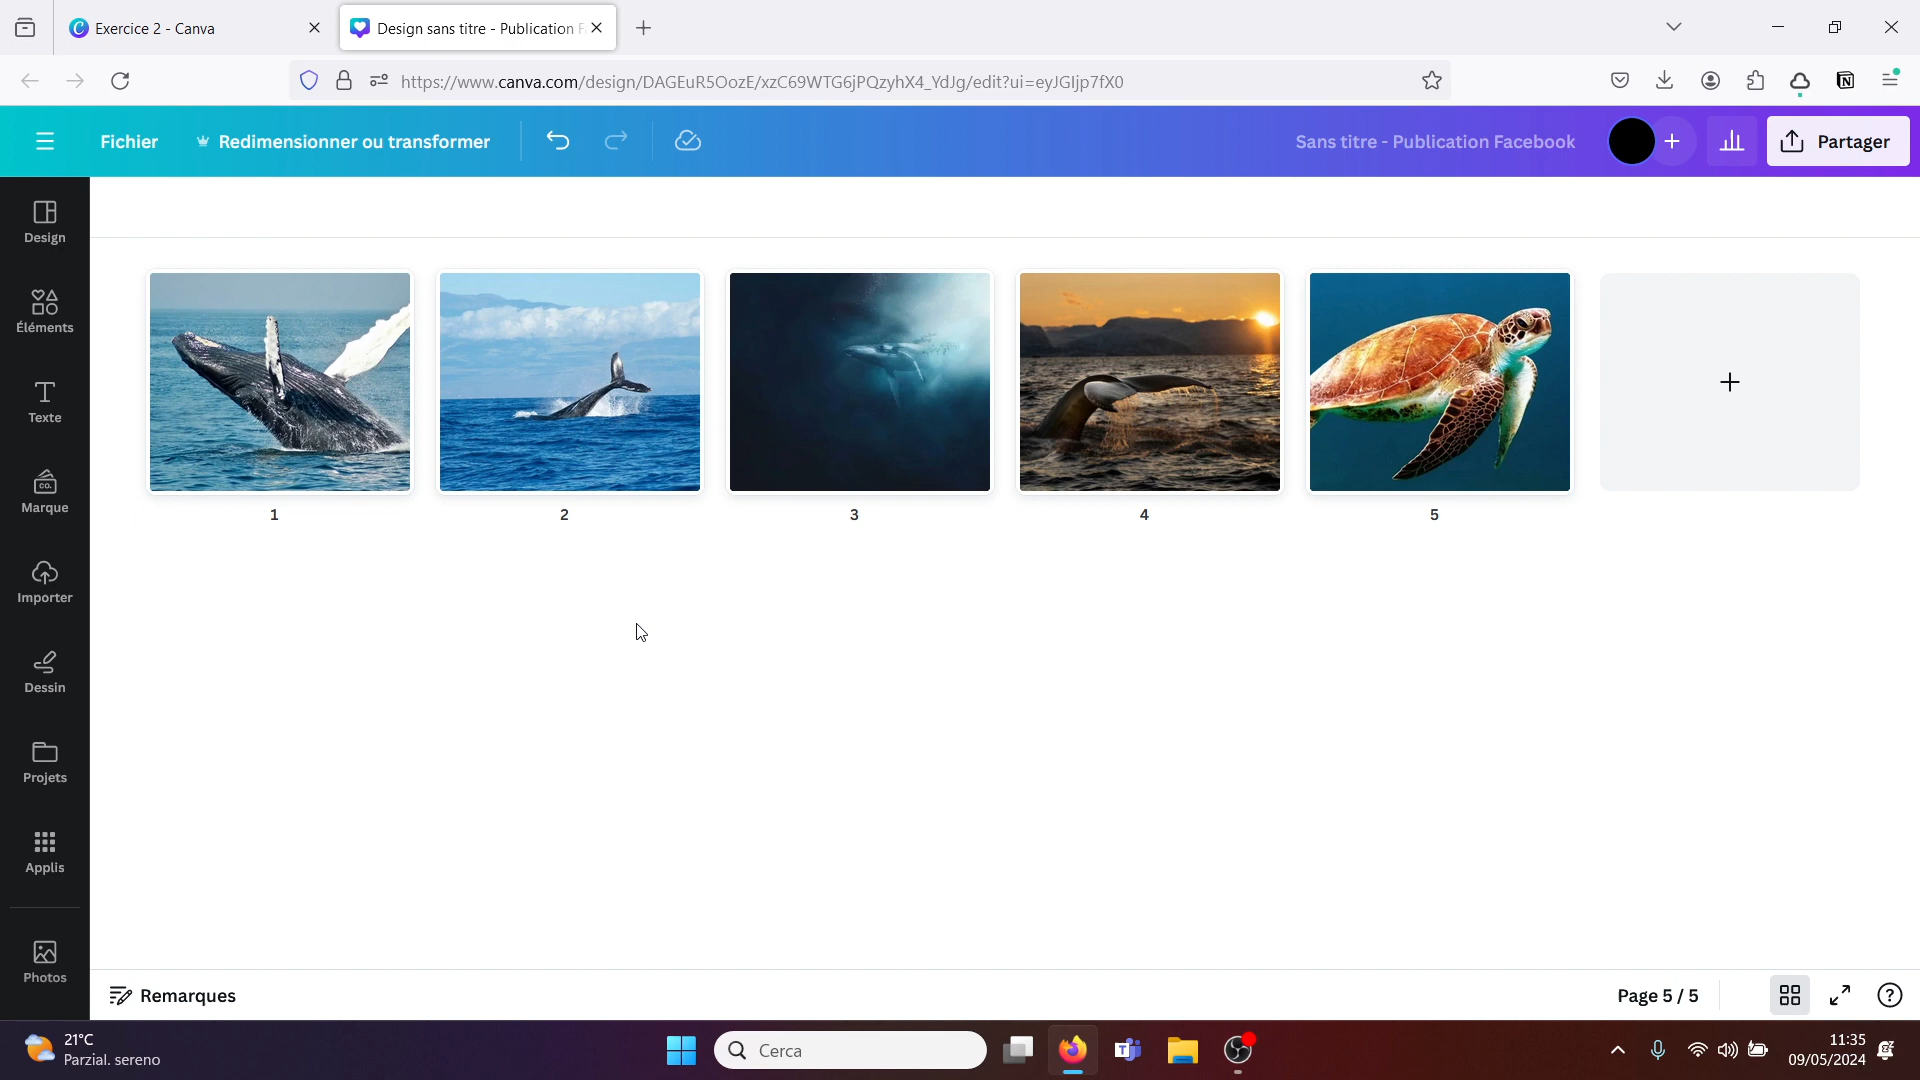 Exercice 2 - Canva
Design sans titre - Publication F
https://www.canva.com/design/DAGEuR5OozE/xzC69WTG6jPQzyhX4_YdJg/edit?ui=eyJGIjp7fX0
Fichier
Redimensionner ou transformer
Sans titre - Publication Facebook
Partager
Design
Éléments
Texte
CO.
Marque
Importer
Dessin
Projets
Applis
Photos
1
2
3
4
5
Remarques
Page 5 / 5
21°C
Parzial. sereno
Cerca
11:35
09/05/2024